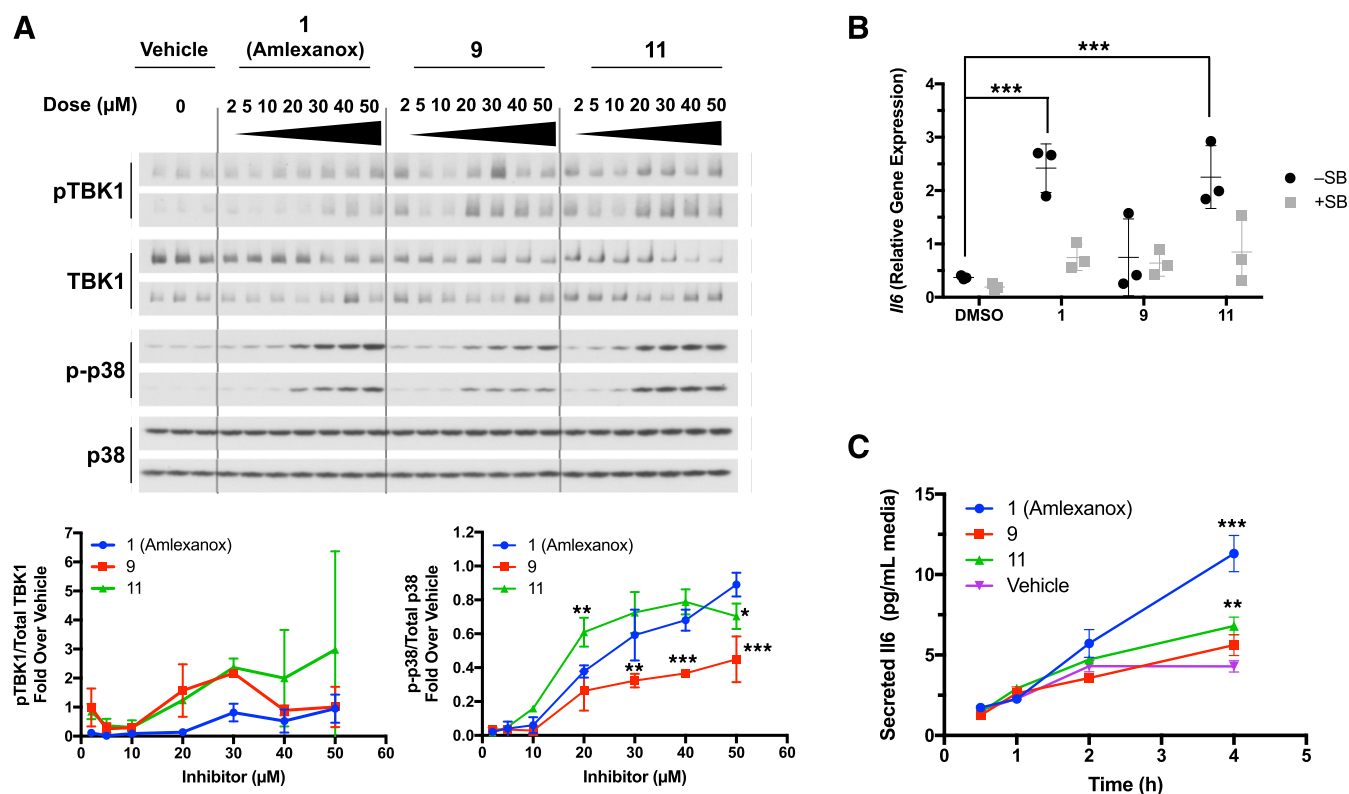 A
Vehicle
1
(Amlexanox)
9
11
Dose (µM)
0
2 5 10 20 30 40 50
2 5 10 20 30 40 50
2 5 10 20 30 40 50
pTBK1
TBK1
p-p38
p38
pTBK1/Total TBK1
Fold Over Vehicle
7
6
5
4
3
2
1
0
1 (Amlexanox)
9
11
0 10 20 30 40 50 60
Inhibitor (µM)
p-p38/Total p38
Fold Over Vehicle
1.2
1.0
0.8
0.6
0.4
0.2
0.0
1 (Amlexanox)
9
11
**
**
***
*
***
0 10 20 30 40 50 60
Inhibitor (µM)
B
Il6 (Relative Gene Expression)
4
3
2
1
0
***
***
DMSO 1 9 11
–SB
+SB
C
Secreted Il6 (pg/mL media)
15
10
5
0
1 (Amlexanox)
9
11
Vehicle
***
**
0 1 2 3 4 5
Time (h)